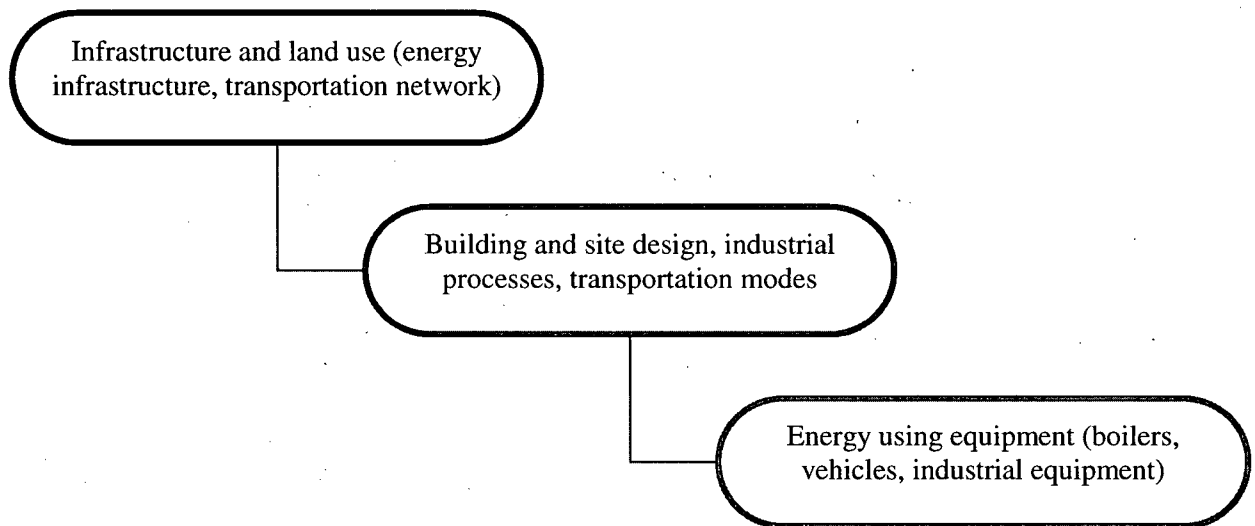 Infrastructure and land use (energy
infrastructure, transportation network)
Building and site design, industrial
processes, transportation modes
Energy using equipment (boilers,
vehicles, industrial equipment)